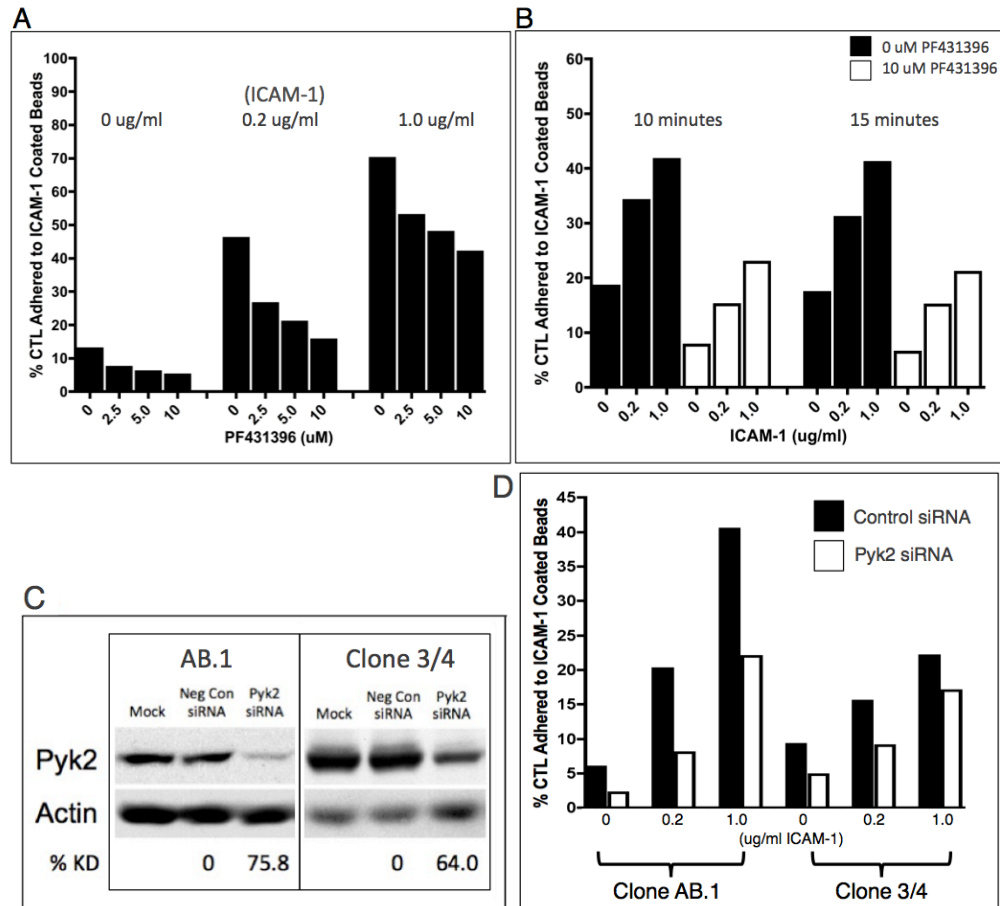 A
% CTL Adhered to ICAM-1 Coated Beads
100
90
80
70
60
50
40
30
20
10
0
(ICAM-1)
0 ug/ml 0.2 ug/ml 1.0 ug/ml
0 2.5 5.0 10 0 2.5 5.0 10 0 2.5 5.0 10
PF431396 (uM)
B
0 uM PF431396
10 uM PF431396
% CTL Adhered to ICAM-1 Coated Beads
60
50
40
30
20
10
0
10 minutes 15 minutes
0 0.2 1.0 0 0.2 1.0 0 0.2 1.0 0 0.2 1.0
ICAM-1 (ug/ml)
C
AB.1 Clone 3/4
Mock Neg Con siRNA Pyk2 siRNA Mock Neg Con siRNA Pyk2 siRNA
Pyk2
Actin
% KD 0 75.8 0 64.0
D
Control siRNA
Pyk2 siRNA
% CTL Adhered to ICAM-1 Coated Beads
45
40
35
30
25
20
15
10
5
0
0 0.2 1.0 0 0.2 1.0
(ug/ml ICAM-1)
Clone AB.1 Clone 3/4